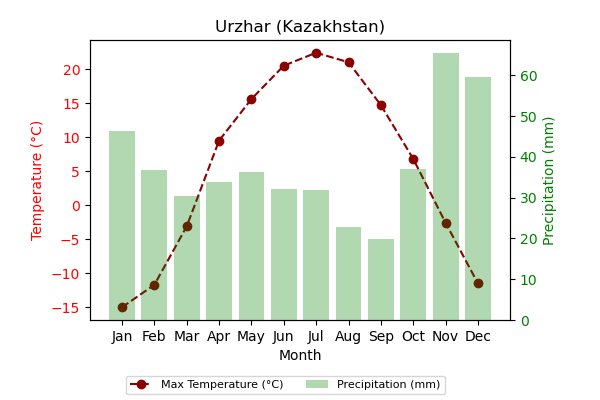 Urzhar (Kazakhstan)
Temperature (°C)
20
15
10
5
0
−5
−10
−15
60
50
40
30
20
10
0
Precipitation (mm)
Jan Feb Mar Apr May Jun Jul Aug Sep Oct Nov Dec
Month
Max Temperature (°C) Precipitation (mm)